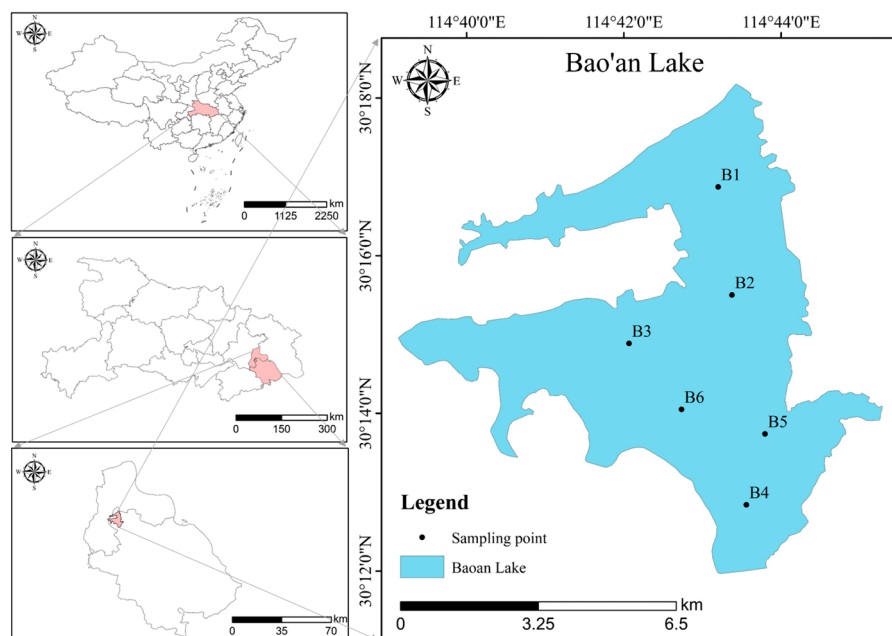 N
W E
S
km
0 1125 2250
N
W E
S
km
0 150 300
N
W E
S
km
0 35 70
114°40'0"E 114°42'0"E 114°44'0"E
30°18'0"N
30°16'0"N
30°14'0"N
30°12'0"N
Bao'an Lake
N
W E
S
B1
B2
B3
B6
B5
B4
Legend
Sampling point
Baoan Lake
km
0 3.25 6.5